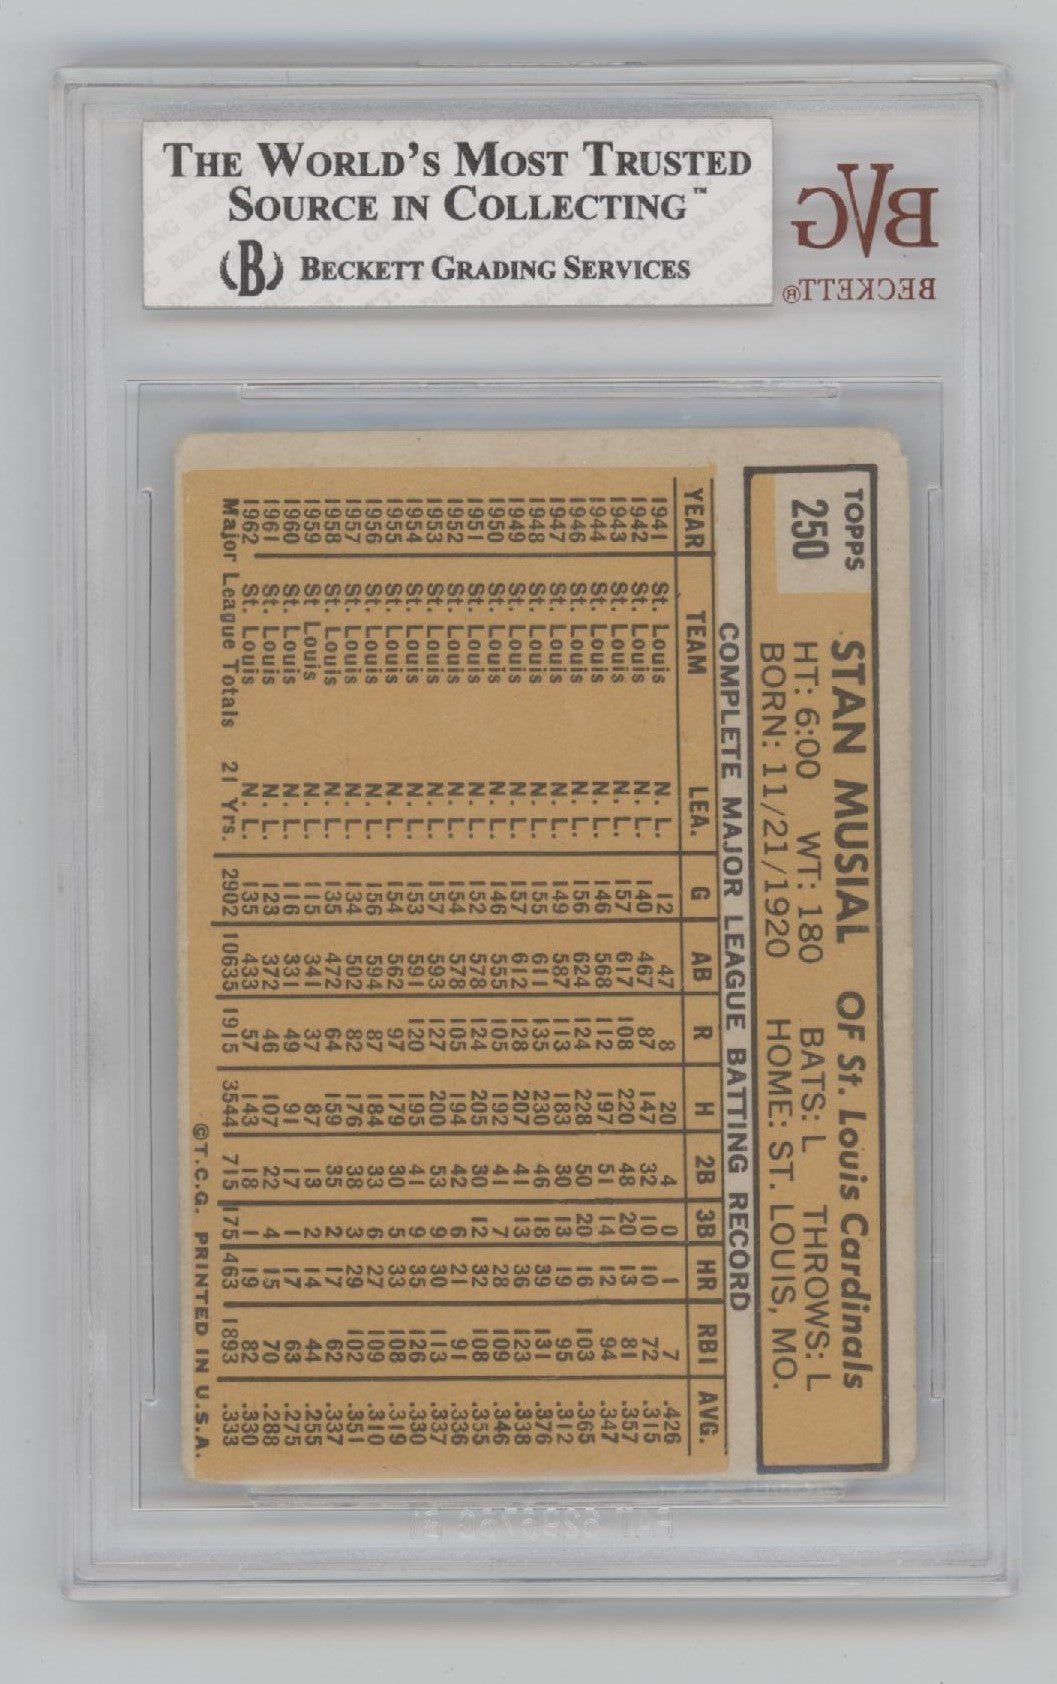 THE WORLD'S MOST TRUSTED
SOURCE IN COLLECTING™
(B) BECKETT GRADING SERVICES
BVG
BECKETT®
TOPPS
250
STAN MUSIAL OF St. Louis Cardinals
HT: 6:00 WT: 180 BATS: L THROWS: L
BORN: 11/21/1920 HOME: ST. LOUIS, MO.
COMPLETE MAJOR LEAGUE BATTING RECORD
YEAR TEAM LEA. G AB R H 2B 3B HR RBI AVG.
1941 St. Louis N. L. 12 47 8 20 4 0 1 7 .426
1942 St. Louis N. L. 140 467 87 147 32 10 10 72 .315
1943 St. Louis N. L. 157 617 108 220 48 20 13 81 .357
1944 St. Louis N. L. 146 568 112 197 51 14 12 94 .347
1946 St. Louis N. L. 156 624 124 228 50 20 16 103 .365
1947 St. Louis N. L. 149 587 113 183 30 13 19 95 .312
1948 St. Louis N. L. 155 611 135 230 46 18 39 131 .376
1949 St. Louis N. L. 157 612 128 207 41 13 36 123 .338
1950 St. Louis N. L. 146 555 105 192 41 7 28 109 .346
1951 St. Louis N. L. 152 578 124 205 30 12 32 108 .355
1952 St. Louis N. L. 154 578 105 194 42 6 21 91 .336
1953 St. Louis N. L. 157 593 127 200 53 9 30 113 .337
1954 St. Louis N. L. 153 591 120 195 41 9 35 126 .330
1955 St. Louis N. L. 154 562 97 179 30 5 33 108 .319
1956 St. Louis N. L. 156 594 87 184 33 6 27 109 .310
1957 St. Louis N. L. 134 502 82 176 38 3 29 102 .351
1958 St. Louis N. L. 135 472 64 159 35 2 17 62 .337
1959 St Louis N. L. 115 341 37 87 13 2 14 44 .255
1960 St. Louis N. L. 116 331 49 91 17 1 17 63 .275
1961 St. Louis N. L. 123 372 46 107 22 4 15 70 .288
1962 St. Louis N. L. 135 433 57 143 18 1 19 82 .330
Major League Totals 21 Yrs. 2902 10635 1915 3544 715 175 463 1893 .333
©T.C.G. PRINTED IN U.S.A.